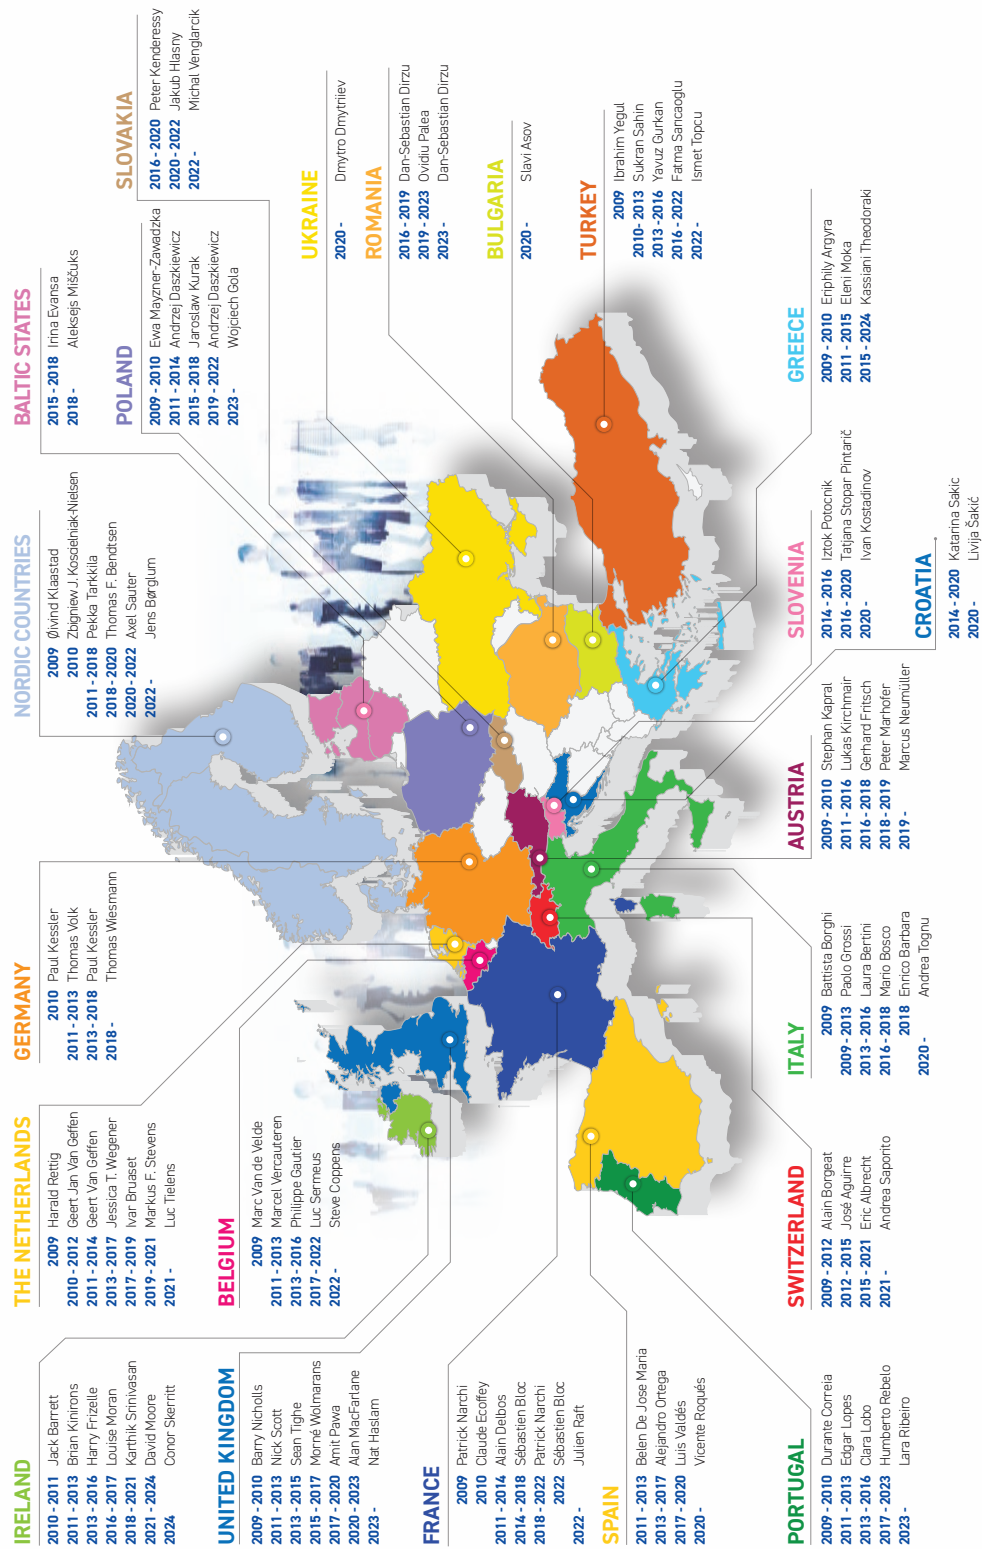 IRELAND
2010 - 2011 Jack Barrett
2011 - 2013 Brian Kinirons
2013 - 2016 Harry Frizelle
2016 - 2017 Louise Moran
2018 - 2021 Karthik Srinivasan
2021 - 2024 David Moore
2024 Conor Skerritt
THE NETHERLANDS
2009 Harald Rettig
2010 - 2012 Geert Jan Van Geffen
2011 - 2014 Geert Van Geffen
2013 - 2017 Jessica T. Wegener
2017 - 2019 Ivar Bruaset
2019 - 2021 Markus F. Stevens
2021 - Luc Tielens
GERMANY
2010 Paul Kessler
2011 - 2013 Thomas Volk
2013 - 2018 Paul Kessler
2018 - Thomas Wiesmann
NORDIC COUNTRIES
2009 Øivind Klaastad
2010 Zbigniew J. Kosdelniak-Nielsen
2011 - 2018 Pekka Tarkkila
2018 - 2020 Thomas F. Bendtsen
2020 - 2022 Axel Sauter
2022 - Jens Børglum
BALTIC STATES
2015 - 2018 Irina Evansa
2018 - Aleksejs Miščuks
POLAND
2009 - 2010 Ewa Mayzner-Zawadzka
2011 - 2014 Andrzej Daszkiewicz
2015 - 2018 Jaroslaw Kurak
2019 - 2022 Andrzej Daszkiewicz
2023 - Wojciech Gola
SLOVAKIA
2016 - 2020 Peter Kenderessy
2020 - 2022 Jakub Hlasny
2022 - Michal Venglarcik
UNITED KINGDOM
2009 - 2010 Barry Nicholls
2011 - 2013 Nick Scott
2013 - 2015 Sean Tighe
2015 - 2017 Morné Wolmarans
2017 - 2020 Amit Pawa
2020 - 2023 Alan MacFarlane
2023 - Nat Haslam
BELGIUM
2009 Marc Van de Velde
2011 - 2013 Marcel Vercauteren
2013 - 2016 Philippe Gautier
2017 - 2022 Luc Sermeus
2022 - Steve Coppens
UKRAINE
2020 - Dmytro Dmytriiev
ROMANIA
2016 - 2019 Dan-Sebastian Dirzu
2019 - 2023 Ovidiu Palea
2023 - Dan-Sebastian Dirzu
BULGARIA
2020 - Slavi Asov
TURKEY
2009 Ibrahim Yegul
2010 - 2013 Sukran Sahin
2013 -2016 Yavuz Gurkan
2016 - 2022 Fatma Sarıcaoglu
2022 - Ismet Topcu
FRANCE
2009 Patrick Narchi
2010 Claude Ecoffey
2011 - 2014 Alain Delbos
2014 - 2018 Sébastien Bloc
2018 - 2022 Patrick Narchi
2022 Sébastien Bloc
2022 - Julien Raft
SPAIN
2011 - 2013 Belen De Jose Maria
2013 - 2017 Alejandro Ortega
2017 - 2020 Luis Valdés
2020 - Vicente Roqués
PORTUGAL
2009 - 2010 Durante Correia
2011 - 2013 Edgar Lopes
2013 - 2016 Clara Lobo
2017 - 2023 Humberto Rebelo
2023 - Lara Ribeiro
SWITZERLAND
2009 - 2012 Alain Borgeat
2012 - 2015 José Aguirre
2015 - 2021 Eric Albrecht
2021 - Andrea Saporito
ITALY
2009 Battista Borghi
2009 - 2013 Paolo Grossi
2013 - 2016 Laura Bertini
2016 - 2018 Mario Bosco
2018 Enrico Barbara
2020 - Andrea Tognu
AUSTRIA
2009 - 2010 Stephan Kapral
2011 - 2016 Lukas Kirchmair
2016 - 2018 Gerhard Fritsch
2018 - 2019 Peter Marhofer
2019 - Marcus Neumüller
SLOVENIA
2014 - 2016 Iztok Potocnik
2016 - 2020 Tatjana Stopar Pintarič
2020 - Ivan Kostadinov
CROATIA
2014 - 2020 Katarina Sakic
2020 - Livija Šakić
GREECE
2009 - 2010 Eriphily Argyra
2011 - 2015 Eleni Moka
2015 - 2024 Kassiani Theodoraki